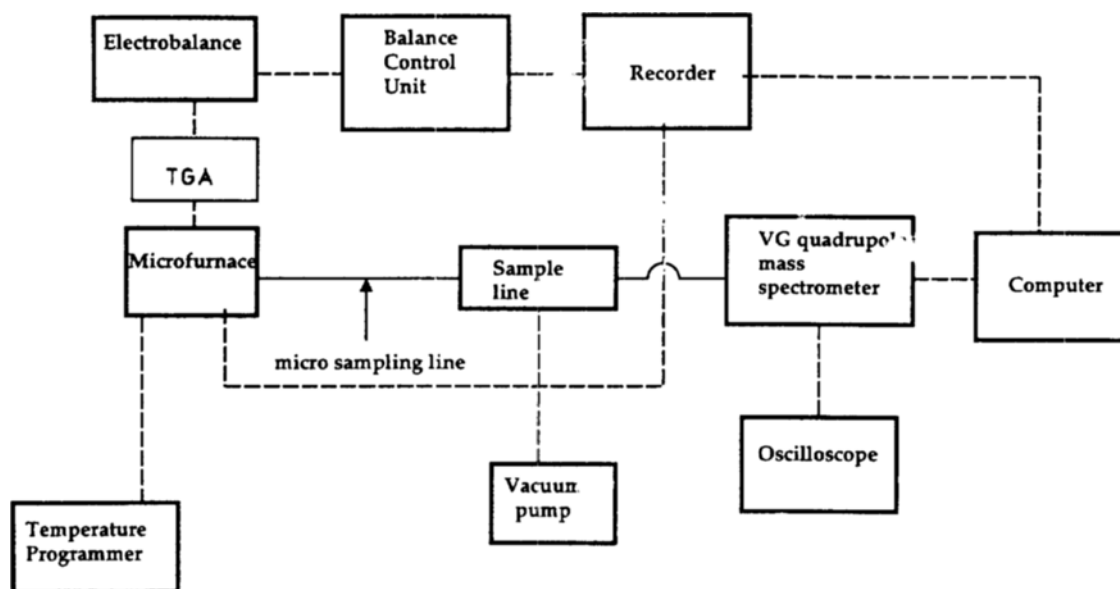 Electrobalance
Balance
Control
Unit
Recorder
TGA
Microfurnace
Sample
line
VG
mass
spectrometer
Computer
micro sampling line
Oscilloscope
Vacuum
pump
Temperature
Programmer